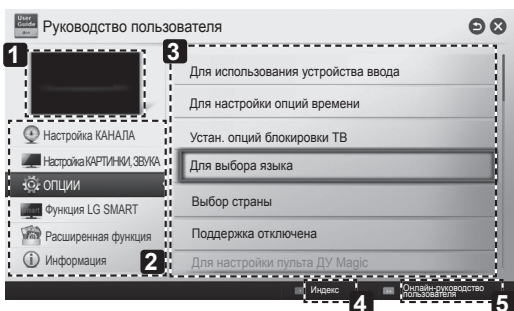 User
Guide
Руководство пользователя
1
3
Для использования устройства ввода
Для настройки опций времени
Настройка КАНАЛА
Устан. опций блокировки ТВ
Настройка КАРТИНКИ, ЗВУКА
Для выбора языка
ОПЦИИ
Функция LG SMART
Выбор страны
Расширенная функция
Поддержка отключена
Информация
2
Для настройки пульта ДУ Magic
Индекс
Онлайн-руководство
пользователя
4
5